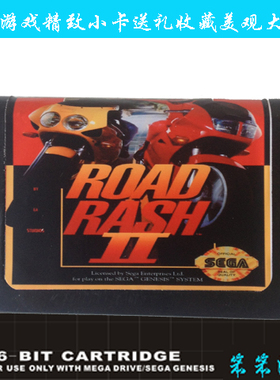 游戏精致小卡送礼收藏美观大
ROAD
RASH
II
Licensed by Sega Enterprises Ltd
for play on the SEGA™ GENESIS™ SYSTEM
SEGA
6-BIT CARTRIDGE
R USE ONLY WITH MEGA DRIVE/SEGA GENESIS
笨笨